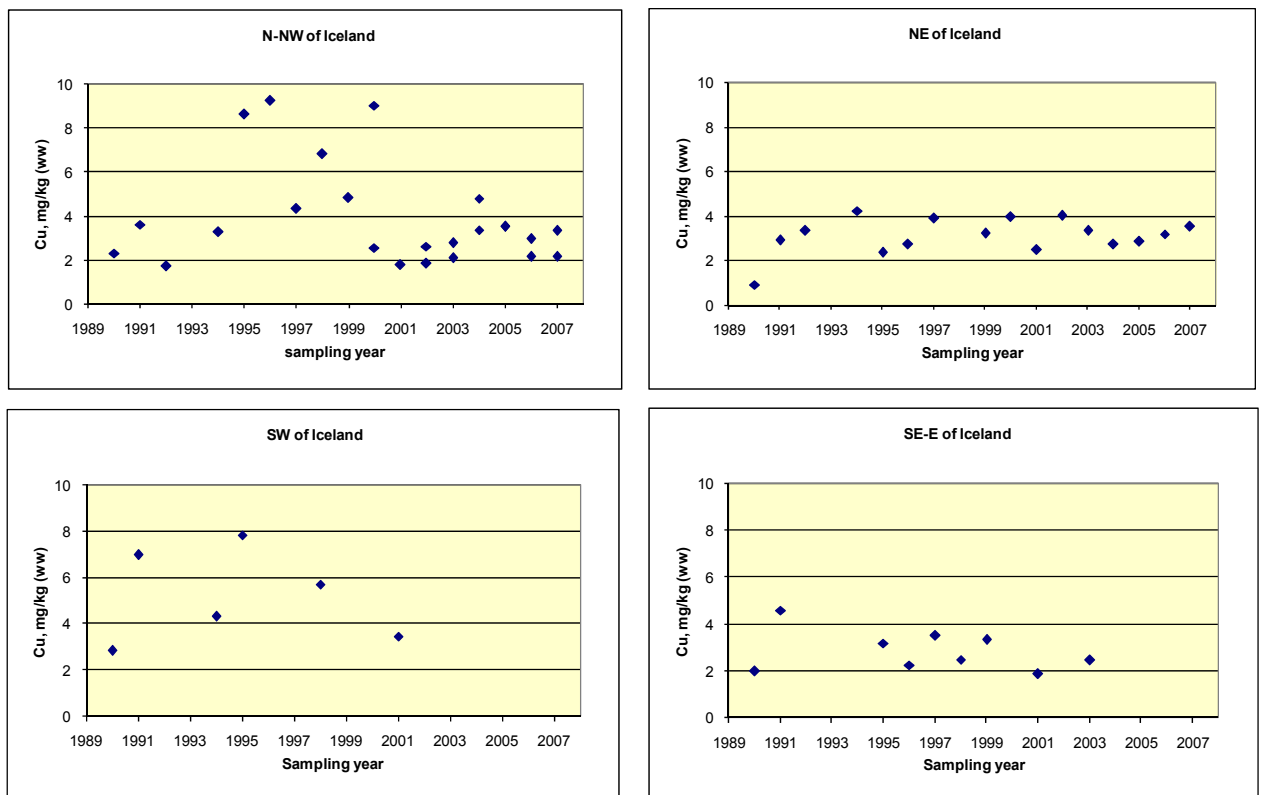 N-NW of Iceland
Cu, mg/kg (ww)
10
8
6
4
2
0
1989 1991 1993 1995 1997 1999 2001 2003 2005 2007
sampling year
NE of Iceland
Cu, mg/kg (ww)
10
8
6
4
2
0
1989 1991 1993 1995 1997 1999 2001 2003 2005 2007
Sampling year
SW of Iceland
Cu, mg/kg (ww)
10
8
6
4
2
0
1989 1991 1993 1995 1997 1999 2001 2003 2005 2007
Sampling year
SE-E of Iceland
Cu, mg/kg (ww)
10
8
6
4
2
0
1989 1991 1993 1995 1997 1999 2001 2003 2005 2007
Sampling year